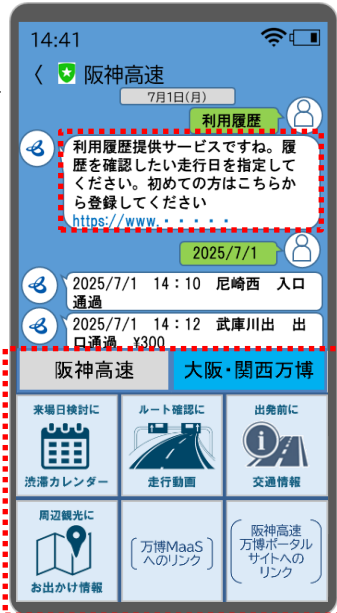 14:41
〈 阪神高速
7月1日(月)
利用履歴
利用履歴提供サービスですね。履
歴を確認したい走行日を指定して
ください。初めての方はこちらか
ら登録してください
https://www.・・・・・
2025/7/1
2025/7/1 14:10 尼崎西 入口
通過
2025/7/1 14:12 武庫川出 出
口通過 ¥300
阪神高速
大阪・関西万博
来場日検討に
渋滞カレンダー
ルート確認に
走行動画
出発前に
交通情報
周辺観光に
お出かけ情報
万博MaaS
へのリンク
阪神高速
万博ポータル
サイトへの
リンク